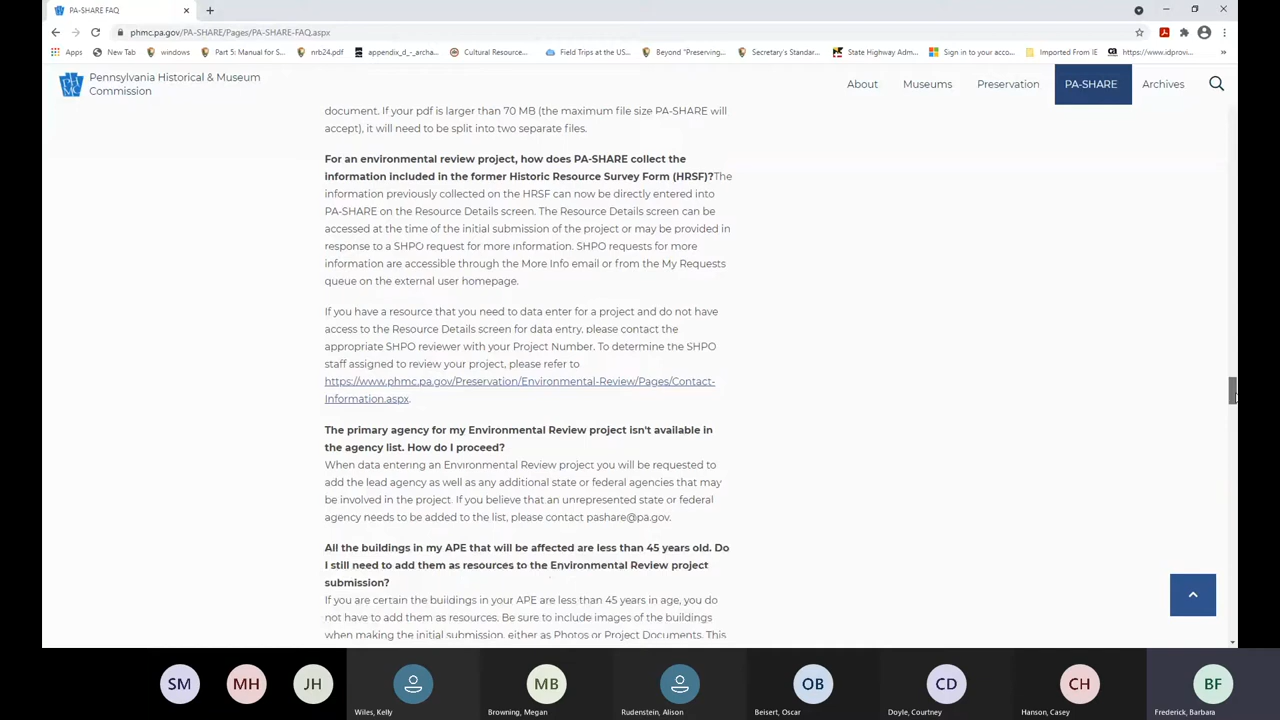 PA-SHARE FAQ
phmc.pa.gov/PA-SHARE/Pages/PA-SHARE-FAQ.aspx
Apps New Tab windows Part 5: Manual for S... nrb24.pdf appendix_d_-_archa... Cultural Resource... Field Trips at the US... Beyond "Preserving... Secretary's Standar... State Highway Adm... Sign in to your acco... Imported From IE https://www.idprovi...
Pennsylvania Historical & Museum
Commission
About Museums Preservation PA-SHARE Archives
document. If your pdf is larger than 70 MB (the maximum file size PA-SHARE will
accept), it will need to be split into two separate files.
For an environmental review project, how does PA-SHARE collect the
information included in the former Historic Resource Survey Form (HRSF)?The
information previously collected on the HRSF can now be directly entered into
PA-SHARE on the Resource Details screen. The Resource Details screen can be
accessed at the time of the initial submission of the project or may be provided in
response to a SHPO request for more information. SHPO requests for more
information are accessible through the More Info email or from the My Requests
queue on the external user homepage.
If you have a resource that you need to data enter for a project and do not have
access to the Resource Details screen for data entry, please contact the
appropriate SHPO reviewer with your Project Number. To determine the SHPO
staff assigned to review your project, please refer to
https://www.phmc.pa.gov/Preservation/Environmental-Review/Pages/Contact-
Information.aspx.
The primary agency for my Environmental Review project isn't available in
the agency list. How do I proceed?
When data entering an Environmental Review project you will be requested to
add the lead agency as well as any additional state or federal agencies that may
be involved in the project. If you believe that an unrepresented state or federal
agency needs to be added to the list, please contact pashare@pa.gov.
All the buildings in my APE that will be affected are less than 45 years old. Do
I still need to add them as resources to the Environmental Review project
submission?
If you are certain the buildings in your APE are less than 45 years in age, you do
not have to add them as resources. Be sure to include images of the buildings
when making the initial submission, either as Photos or Project Documents. This
SM MH JH MB OB CD CH BF
Wiles, Kelly Browning, Megan Rudenstein, Alison Beisert, Oscar Doyle, Courtney Hanson, Casey Frederick, Barbara